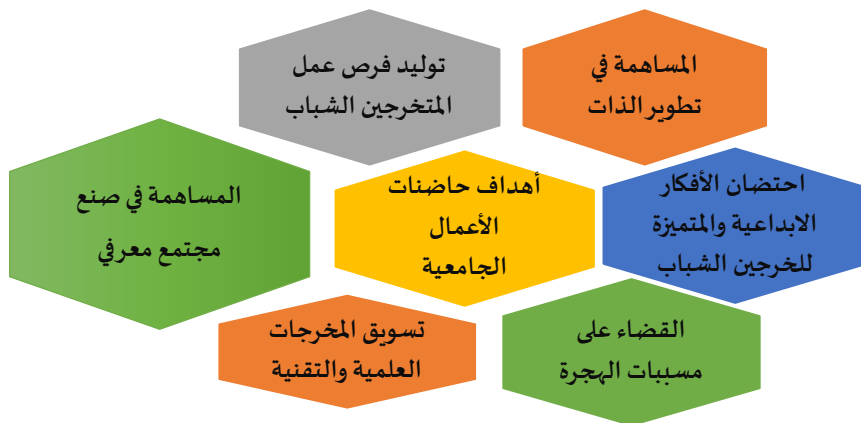 المساهمة في
تطوير الذات
توليد فرص عمل
المتخرجين الشباب
احتضان الأفكار
الابداعية والمتميزة
للخرجين الشباب
أهداف حاضنات
الأعمال
الجامعية
المساهمة في صنع
مجتمع معرفي
القضاء على
مسببات الهجرة
تسويق المخرجات
العلمية والتقنية